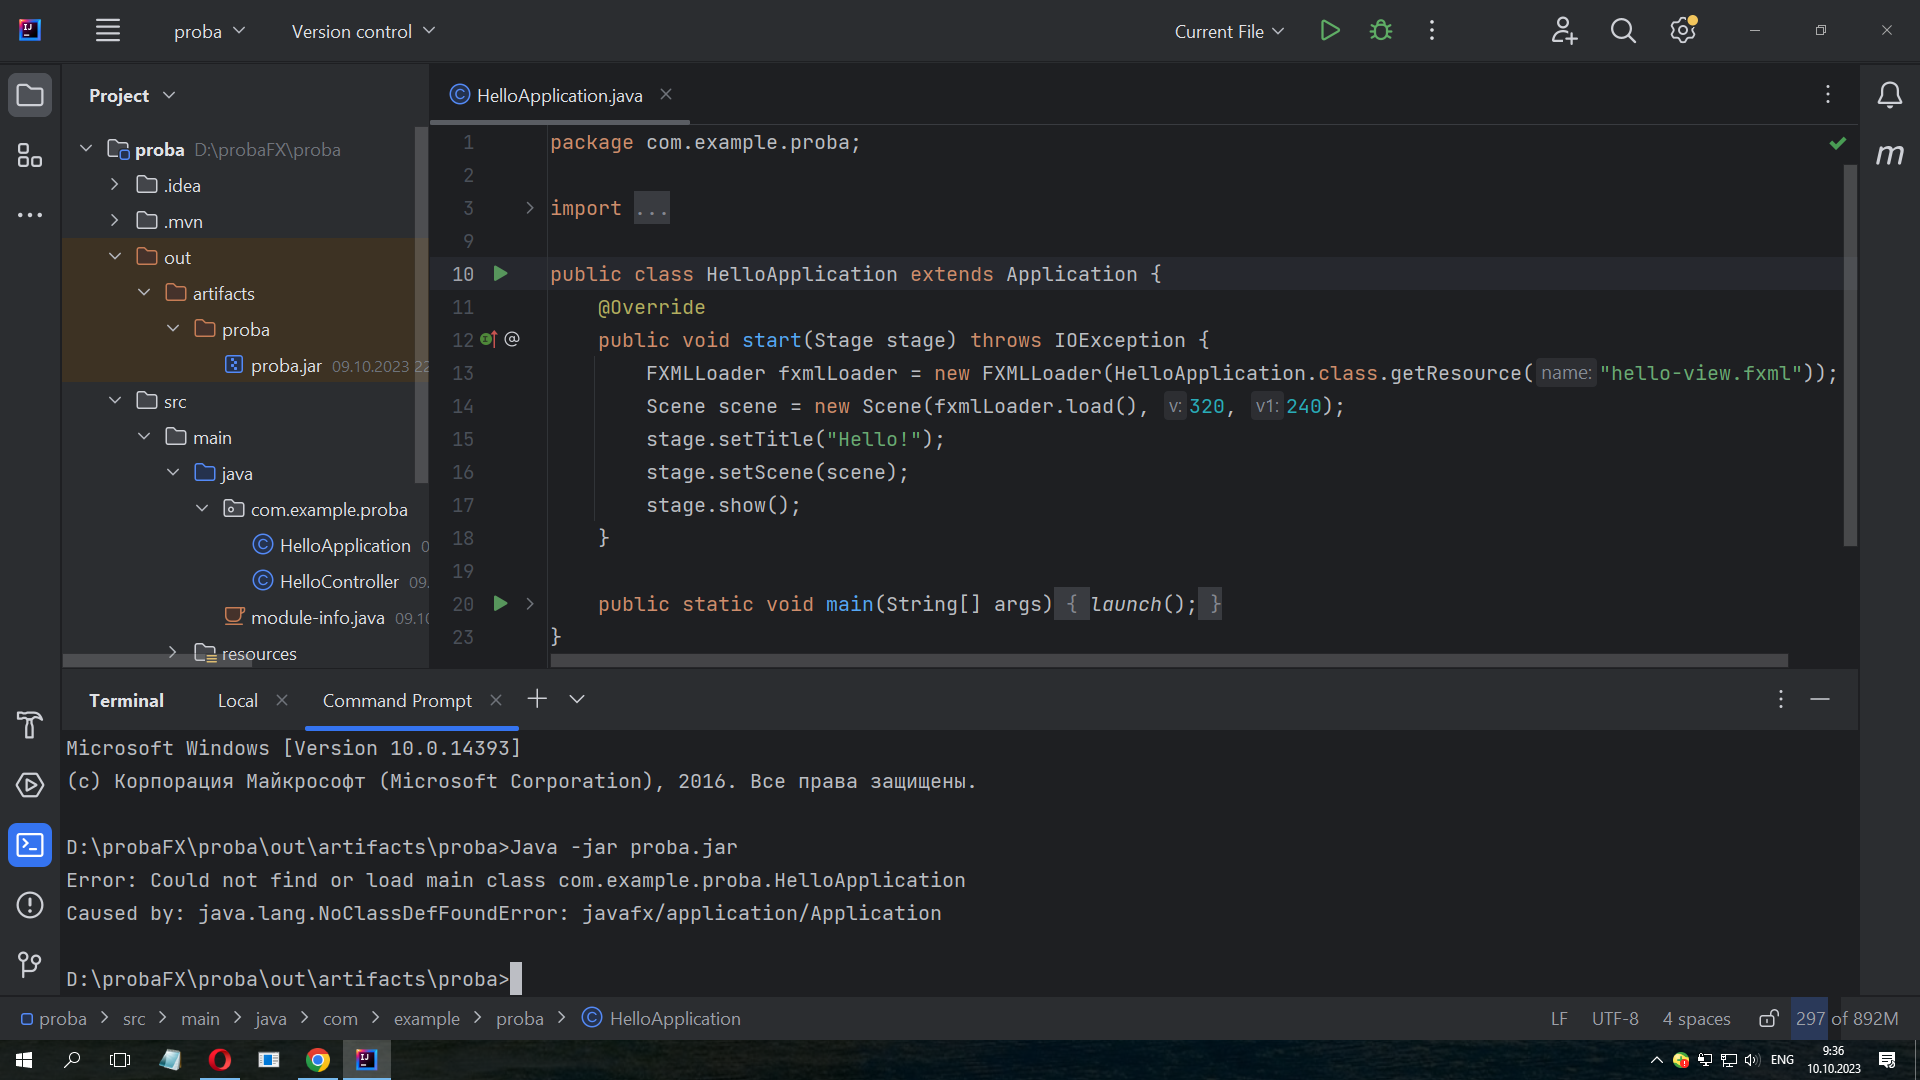 proba
Version control
Current File
Project
HelloApplication.java
proba D:\probaFX\proba
.idea
.mvn
out
artifacts
proba
proba.jar 09.10.2023 22
src
main
java
com.example.proba
HelloApplication 0
HelloController 09.
module-info.java 09.10
resources
1 package com.example.proba;
2
3 import ...
9
10 public class HelloApplication extends Application {
11 @Override
12 public void start(Stage stage) throws IOException {
13 FXMLLoader fxmlLoader = new FXMLLoader(HelloApplication.class.getResource( name: "hello-view.fxml"));
14 Scene scene = new Scene(fxmlLoader.load(), v: 320, v1: 240);
15 stage.setTitle("Hello!");
16 stage.setScene(scene);
17 stage.show();
18 }
19
20 public static void main(String[] args) { launch(); }
23 }
m
Terminal
Local
Command Prompt
Microsoft Windows [Version 10.0.14393]
(c) Корпорация Майкрософт (Microsoft Corporation), 2016. Все права защищены.
D:\probaFX\proba\out\artifacts\proba>Java -jar proba.jar
Error: Could not find or load main class com.example.proba.HelloApplication
Caused by: java.lang.NoClassDefFoundError: javafx/application/Application
D:\probaFX\proba\out\artifacts\proba>
proba > src > main > java > com > example > proba > HelloApplication
LF UTF-8 4 spaces 297 of 892M
ENG
9:36
10.10.2023